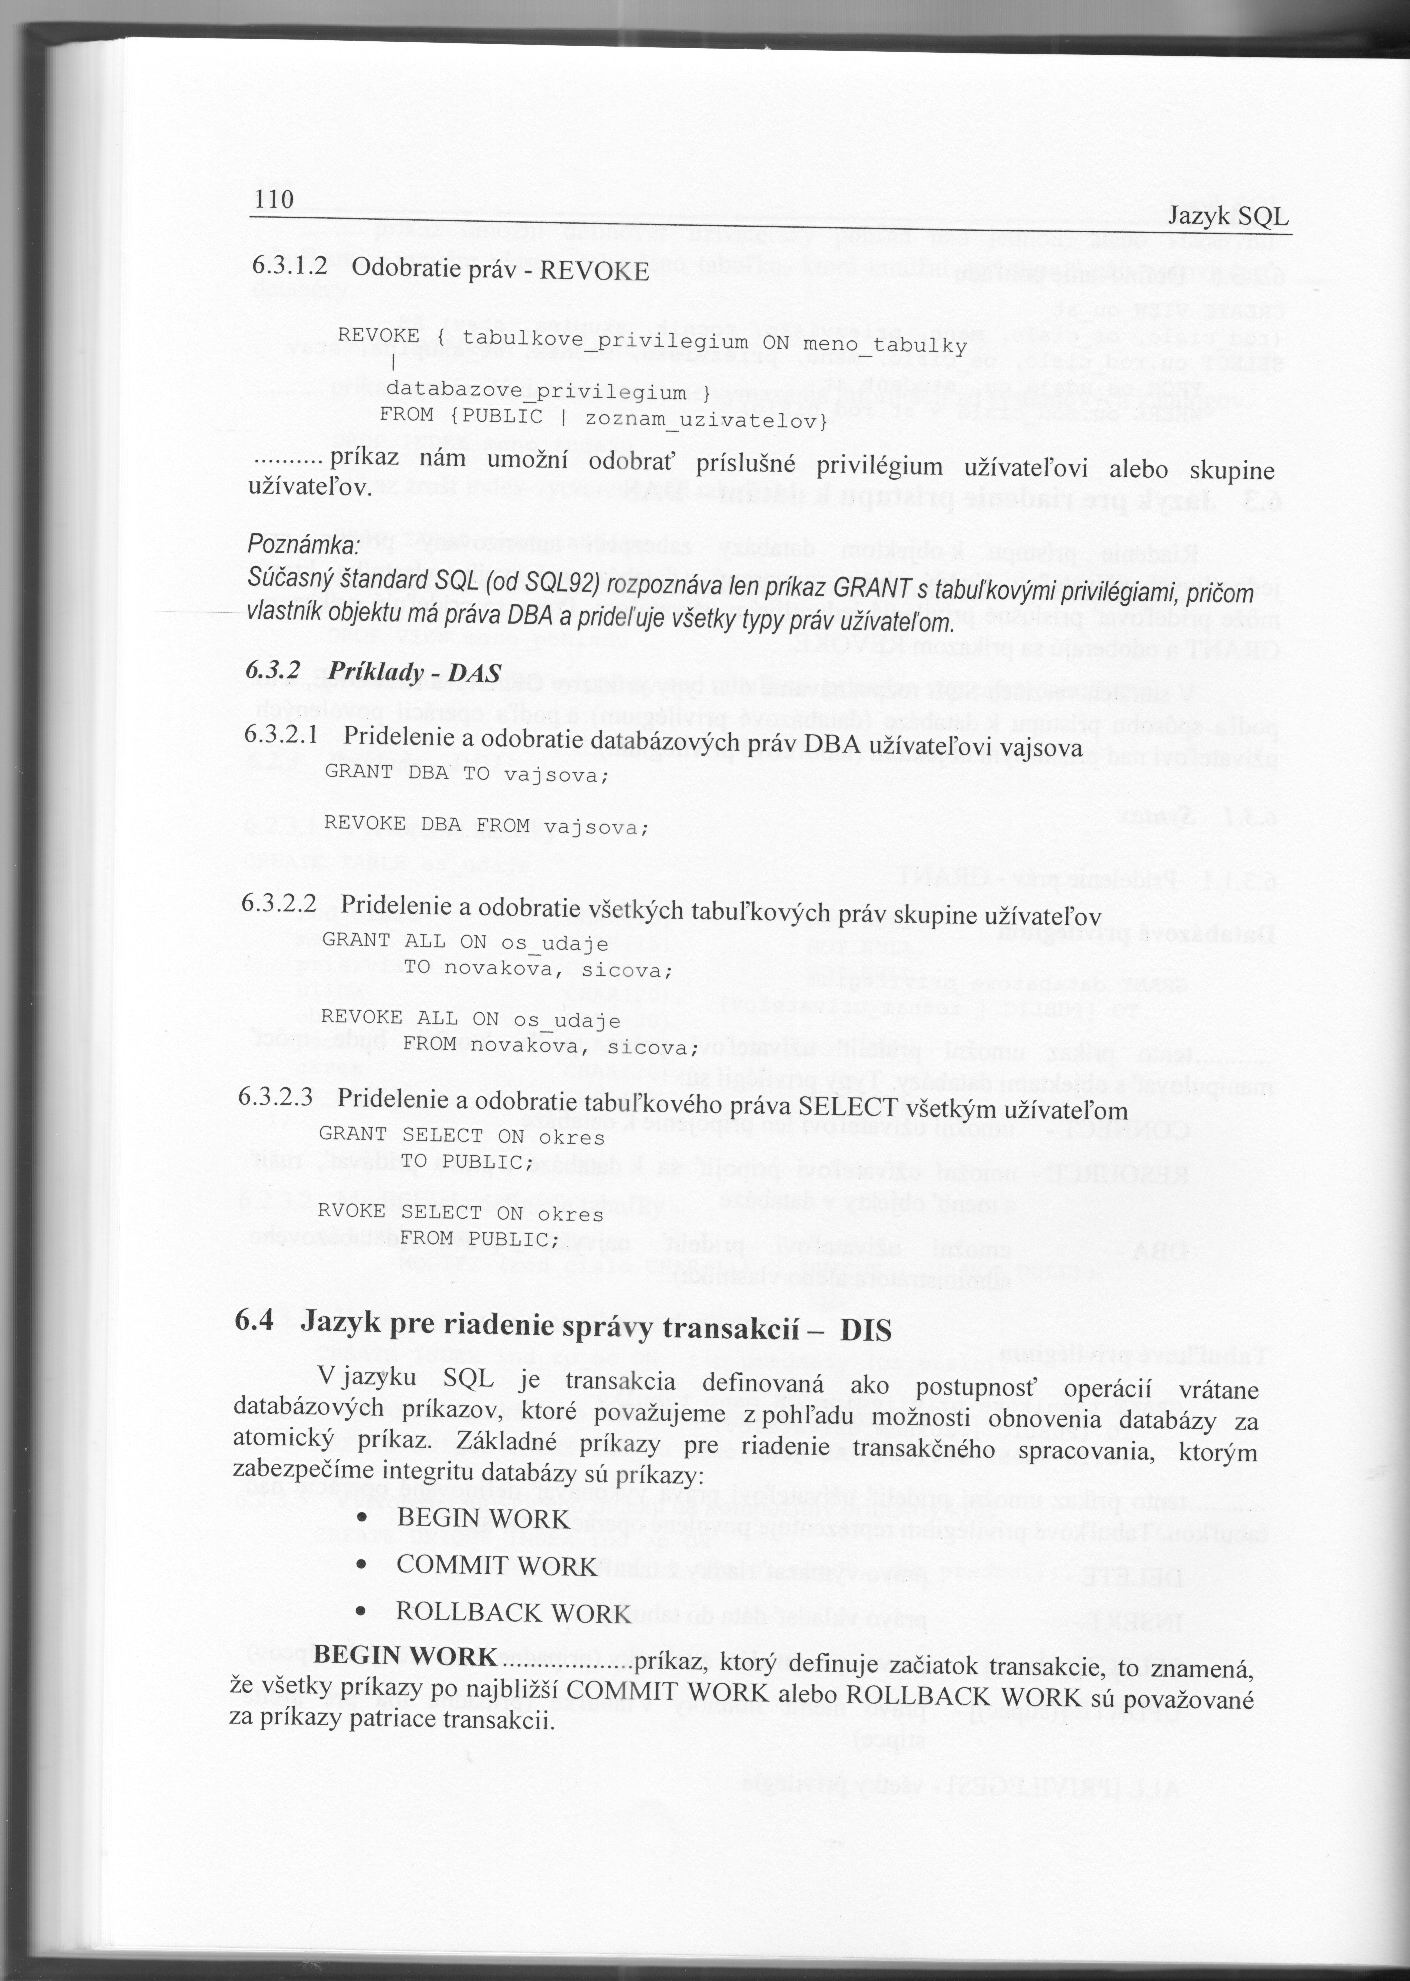 110
Jazyk SQL
6.3.1.2 Odobratie práv - REVOKE
REVOKE { tabulkove_privilegium ON meno_tabulky
|
databazove_privilegium }
FROM {PUBLIC | zoznam_uzivatelov}
.......... príkaz nám umožní odobrať príslušné privilégium užívateľovi alebo skupine
užívateľov.
Poznámka:
Súčasný štandard SQL (od SQL92) rozpoznáva len príkaz GRANT s tabuľkovými privilégiami, pričom
vlastník objektu má práva DBA a prideľuje všetky typy práv užívateľom.
6.3.2 Príklady - DAS
6.3.2.1 Pridelenie a odobratie databázových práv DBA užívateľovi vajsova
GRANT DBA TO vajsova;
REVOKE DBA FROM vajsova;
6.3.2.2 Pridelenie a odobratie všetkých tabuľkových práv skupine užívateľov
GRANT ALL ON os_udaje
TO novakova, sicova;
REVOKE ALL ON os_udaje
FROM novakova, sicova;
6.3.2.3 Pridelenie a odobratie tabuľkového práva SELECT všetkým užívateľom
GRANT SELECT ON okres
TO PUBLIC;
RVOKE SELECT ON okres
FROM PUBLIC;
6.4 Jazyk pre riadenie správy transakcií – DIS
V jazyku SQL je transakcia definovaná ako postupnosť operácií vrátane
databázových príkazov, ktoré považujeme z pohľadu možnosti obnovenia databázy za
atomický príkaz. Základné príkazy pre riadenie transakčného spracovania, ktorým
zabezpečíme integritu databázy sú príkazy:
• BEGIN WORK
• COMMIT WORK
• ROLLBACK WORK
BEGIN WORK ....................príkaz, ktorý definuje začiatok transakcie, to znamená,
že všetky príkazy po najbližší COMMIT WORK alebo ROLLBACK WORK sú považované
za príkazy patriace transakcii.